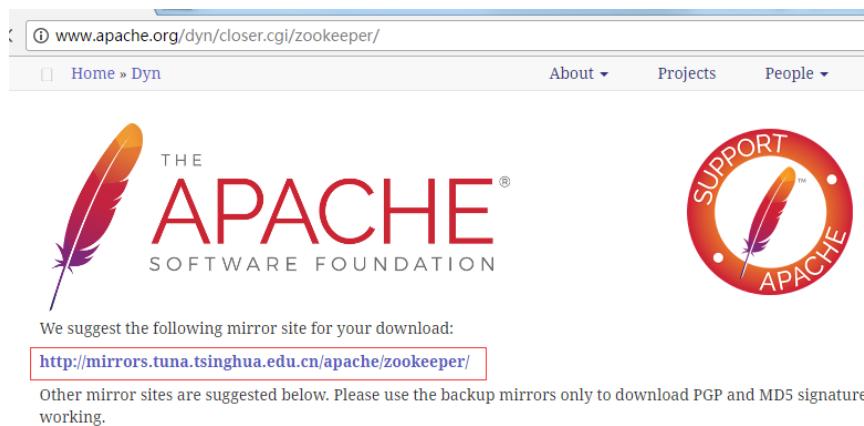 www.apache.org/dyn/closer.cgi/zookeeper/
Home » Dyn
About
Projects
People
THE
APACHE®
SOFTWARE FOUNDATION
SUPPORT
APACHE
TM
We suggest the following mirror site for your download:
http://mirrors.tuna.tsinghua.edu.cn/apache/zookeeper/
Other mirror sites are suggested below. Please use the backup mirrors only to download PGP and MD5 signature
working.